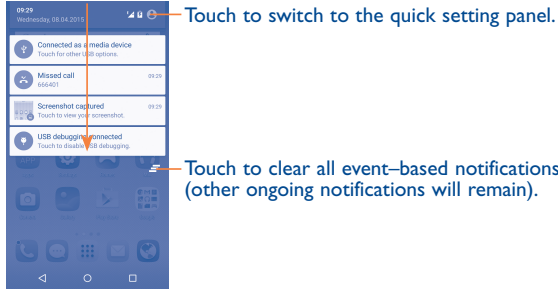 09:29
Wednesday, 08.04.2015
Touch to switch to the quick setting panel.
Connected as a media device
Touch for other USB options.
Missed call 09:29
666401
Screenshot captured 09:29
Touch to view your screenshot.
USB debugging connected
Touch to disable USB debugging.
Touch to clear all event–based notifications
(other ongoing notifications will remain).